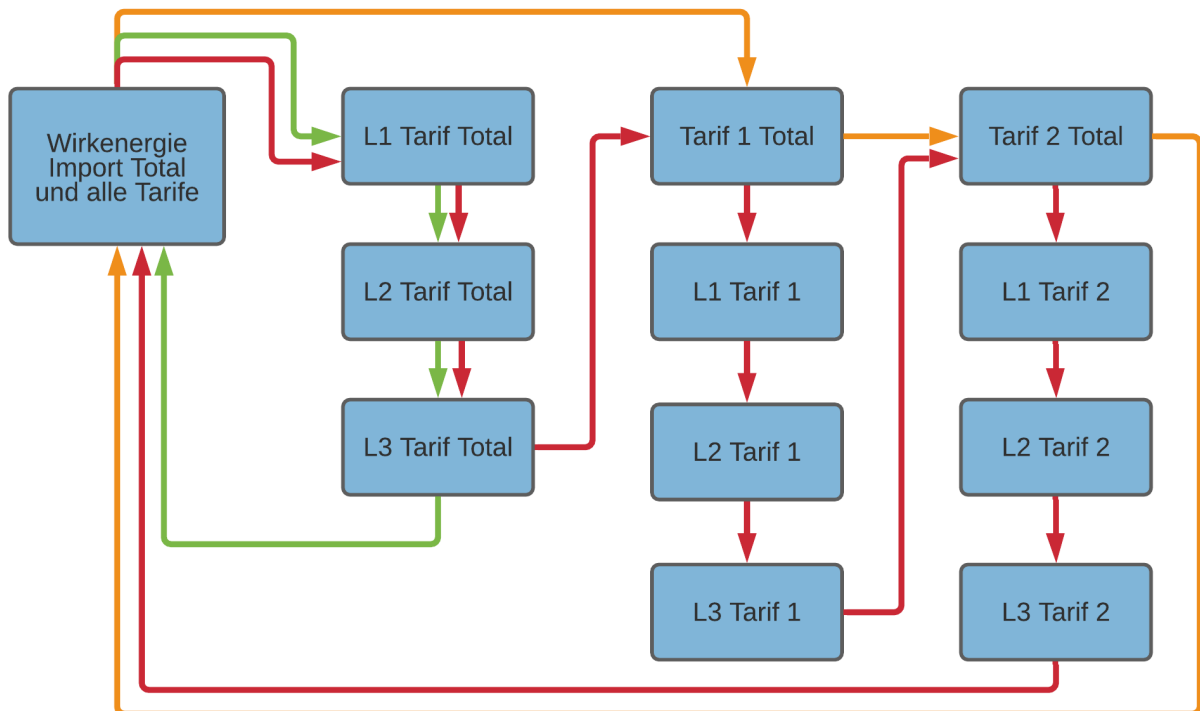 Wirkenergie
Import Total
und alle Tarife
L1 Tarif Total
L2 Tarif Total
L3 Tarif Total
Tarif 1 Total
L1 Tarif 1
L2 Tarif 1
L3 Tarif 1
Tarif 2 Total
L1 Tarif 2
L2 Tarif 2
L3 Tarif 2